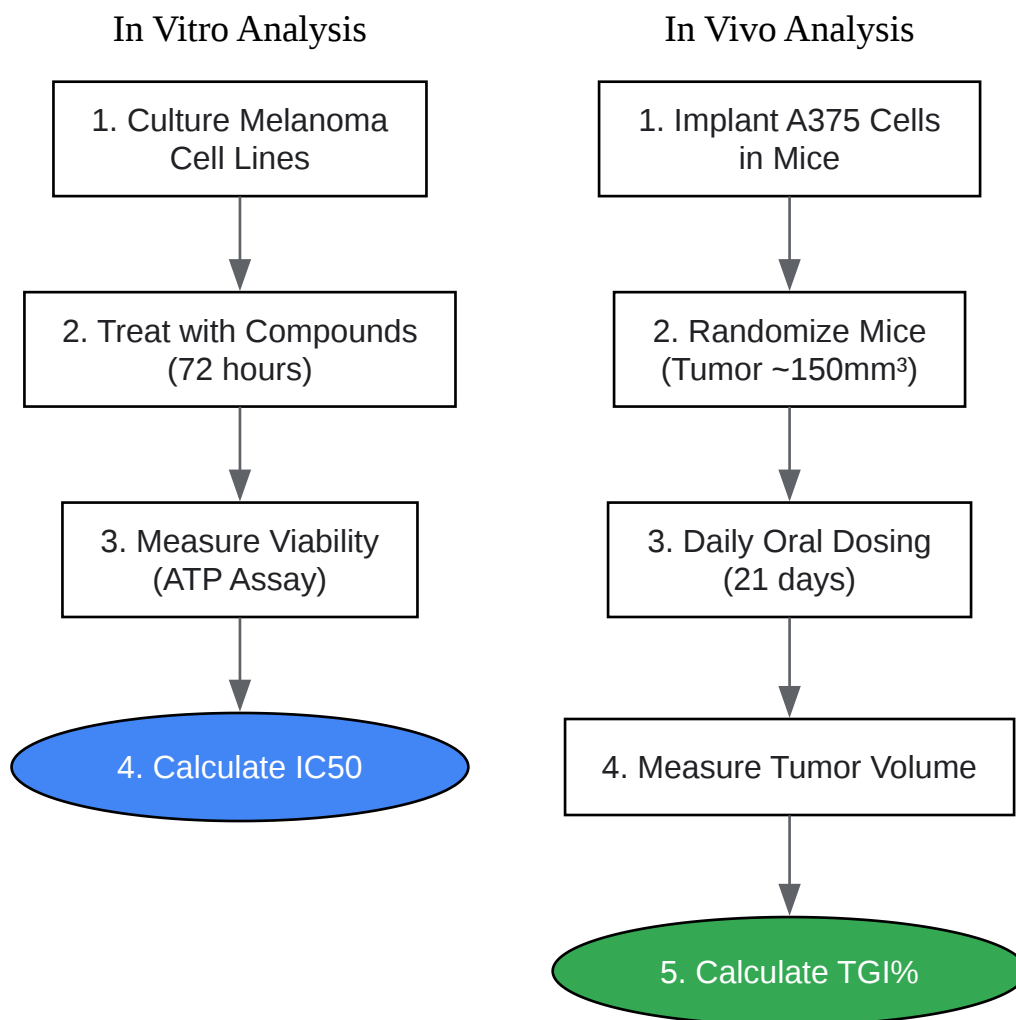 In Vitro Analysis
1. Culture Melanoma
Cell Lines
2. Treat with Compounds
(72 hours)
3. Measure Viability
(ATP Assay)
4. Calculate IC50
In Vivo Analysis
1. Implant A375 Cells
in Mice
2. Randomize Mice
(Tumor ~150mm³)
3. Daily Oral Dosing
(21 days)
4. Measure Tumor Volume
5. Calculate TGI%